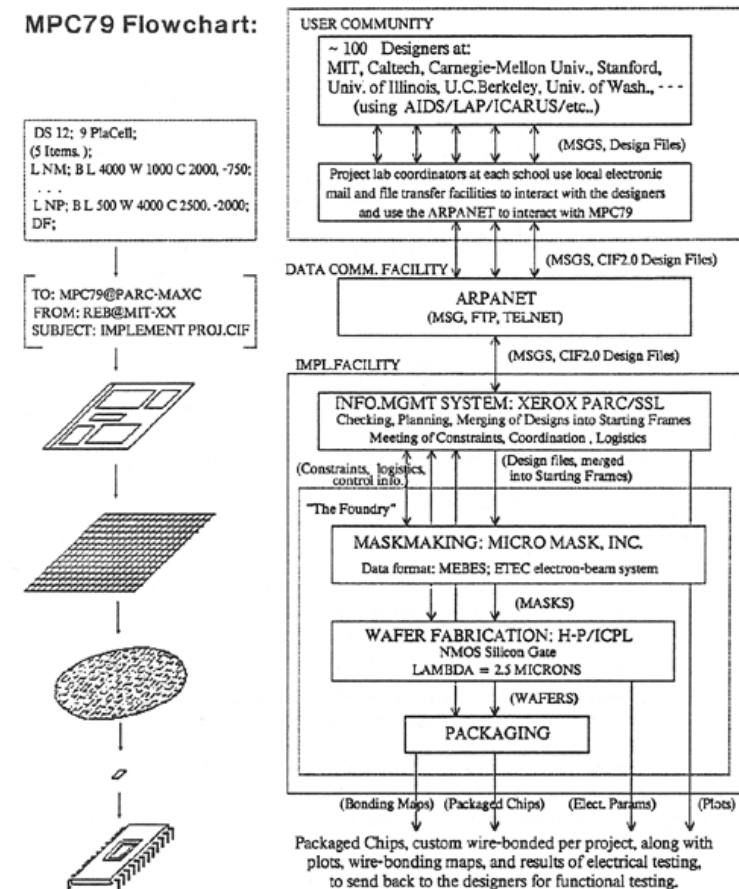 MPC79 Flowchart:
DS 12; 9 PlaCell;
(5 Items. );
L NM; B L 4000 W 1000 C 2000, -750;
. . .
L NP; B L 500 W 4000 C 2500. -2000;
DF;
TO: MPC79@PARC-MAXC
FROM: REB@MIT-XX
SUBJECT: IMPLEMENT PROJ.CIF
USER COMMUNITY
~ 100 Designers at:
MIT, Caltech, Carnegie-Mellon Univ., Stanford,
Univ. of Illinois, U.C.Berkeley, Univ. of Wash., - - -
(using AIDS/LAP/ICARUS/etc..)
(MSGS, Design Files)
Project lab coordinators at each school use local electronic
mail and file transfer facilities to interact with the designers
and use the ARPANET to interact with MPC79
(MSGS, CIF2.0 Design Files)
DATA COMM. FACILITY
ARPANET
(MSG, FTP, TELNET)
(MSGS, CIF2.0 Design Files)
IMPL.FACILITY
INFO.MGMT SYSTEM: XEROX PARC/SSL
Checking, Planning, Merging of Designs into Starting Frames
Meeting of Constraints, Coordination , Logistics
(Constraints, logistics,
control info.)
(Design files, merged
into Starting Frames)
"The Foundry"
MASKMAKING: MICRO MASK, INC.
Data format: MEBES; ETEC electron-beam system
(MASKS)
WAFER FABRICATION: H-P/ICPL
NMOS Silicon Gate
LAMBDA = 2.5 MICRONS
(WAFERS)
PACKAGING
(Bonding Maps) (Packaged Chips) (Elect. Params) (Plots)
Packaged Chips, custom wire-bonded per project, along with
plots, wire-bonding maps, and results of electrical testing,
to send back to the designers for functional testing.